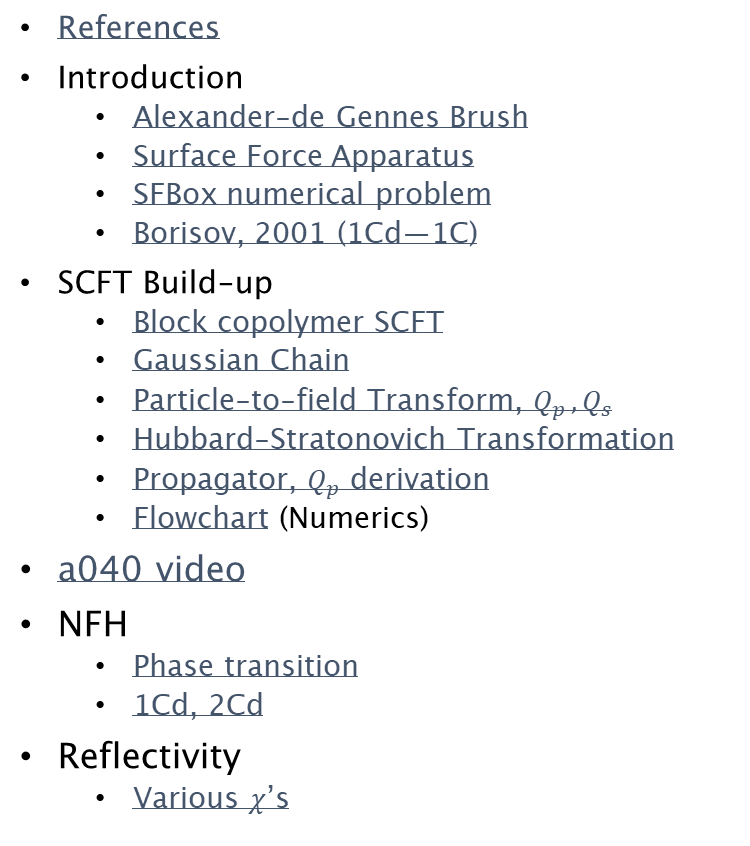 • References
• Introduction
• Alexander-de Gennes Brush
• Surface Force Apparatus
• SFBox numerical problem
• Borisov, 2001 (1Cd—1C)
• SCFT Build-up
• Block copolymer SCFT
• Gaussian Chain
• Particle-to-field Transform, Qₚ, Qₛ
• Hubbard-Stratonovich Transformation
• Propagator, Qₚ derivation
• Flowchart (Numerics)
• a040 video
• NFH
• Phase transition
• 1Cd, 2Cd
• Reflectivity
• Various χ's